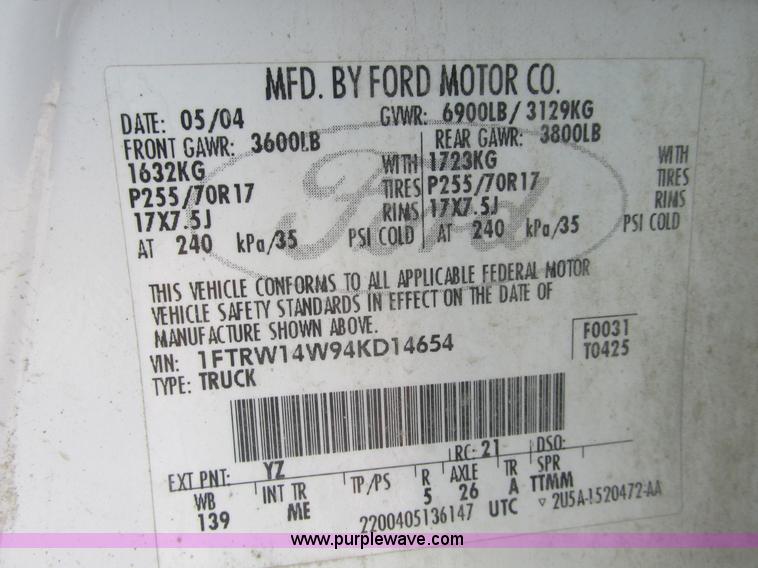 MFD. BY FORD MOTOR CO.
DATE: 05/04 GVWR: 6900LB/ 3129KG
FRONT GAWR: 3600LB REAR GAWR: 3800LB
1632KG WITH 1723KG WITH
P255/70R17 TIRES P255/70R17 TIRES
17X7.5J RIMS 17X7.5J RIMS
AT 240 kPa/35 PSI COLD AT 240 kPa/35 PSI COLD
Ford
THIS VEHICLE CONFORMS TO ALL APPLICABLE FEDERAL MOTOR
VEHICLE SAFETY STANDARDS IN EFFECT ON THE DATE OF
MANUFACTURE SHOWN ABOVE.
VIN: 1FTRW14W94KD14654 F0031
TYPE: TRUCK T0425
EXT PNT: YZ RC: 21 DSO:
WB INT TR TP/PS R AXLE TR SPR
139 ME 5 26 A TTMM
2200405136147 UTC ▽ 2U5A-1520472-AA
www.purplewave.com